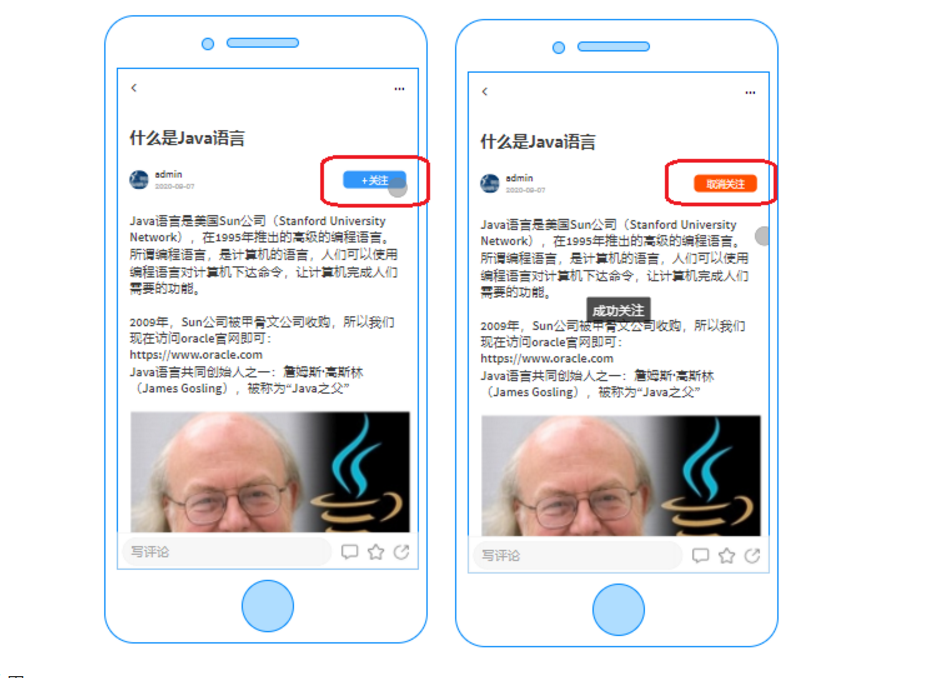 什么是Java语言
admin
2020-09-07
+关注
Java语言是美国Sun公司（Stanford University
Network），在1995年推出的高级的编程语言。
所谓编程语言，是计算机的语言，人们可以使用
编程语言对计算机下达命令，让计算机完成人们
需要的功能。
2009年，Sun公司被甲骨文公司收购，所以我们
现在访问oracle官网即可：
https://www.oracle.com
Java语言共同创始人之一：詹姆斯·高斯林
（James Gosling），被称为“Java之父”
写评论
什么是Java语言
admin
2020-09-07
取消关注
Java语言是美国Sun公司（Stanford University
Network），在1995年推出的高级的编程语言。
所谓编程语言，是计算机的语言，人们可以使用
编程语言对计算机下达命令，让计算机完成人们
需要的功能。
成功关注
2009年，Sun公司被甲骨文公司收购，所以我们
现在访问oracle官网即可：
https://www.oracle.com
Java语言共同创始人之一：詹姆斯·高斯林
（James Gosling），被称为“Java之父”
写评论